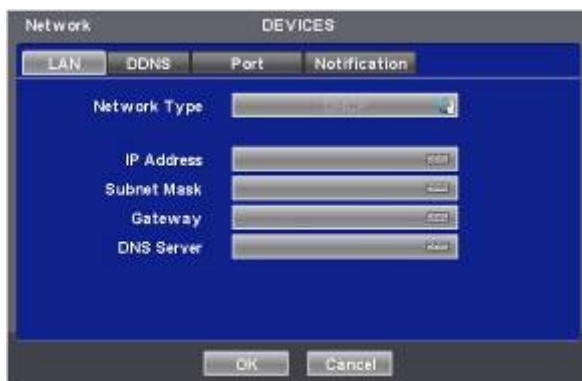 Network DEVICES
LAN DDNS Port Notification
Network Type
IP Address
Subnet Mask
Gateway
DNS Server
OK Cancel